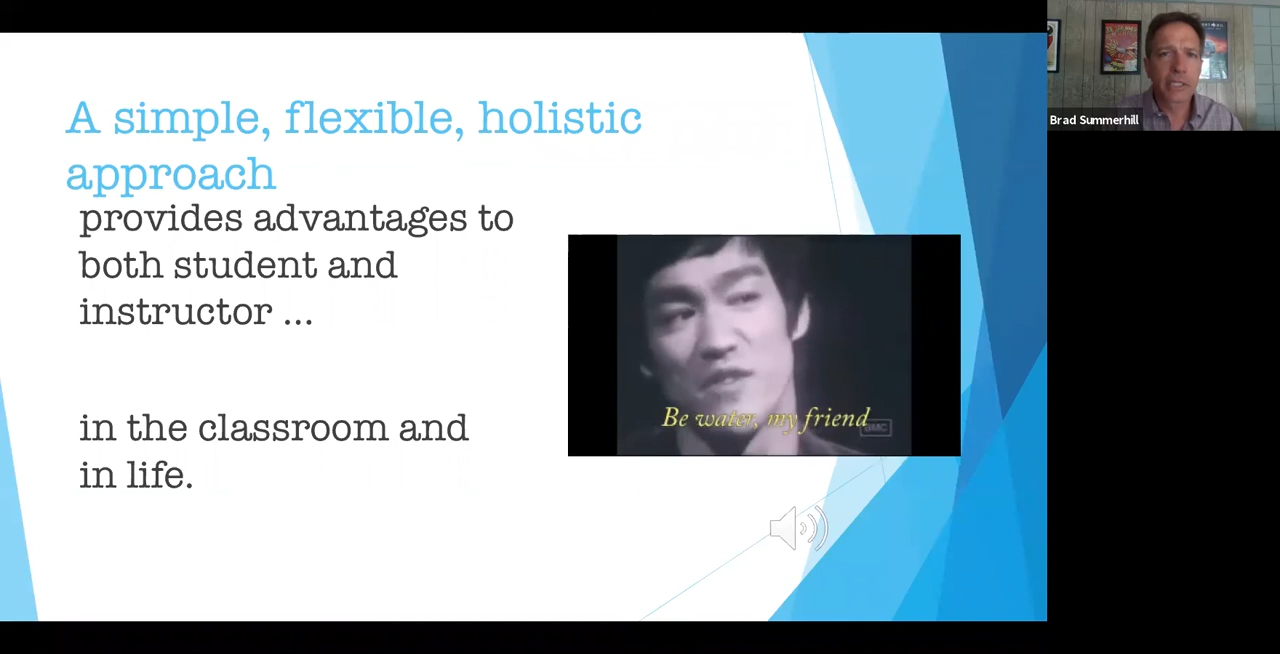 A simple, flexible, holistic
approach
provides advantages to
both student and
instructor ...
in the classroom and
in life.
Be water, my friend
Brad Summerhill